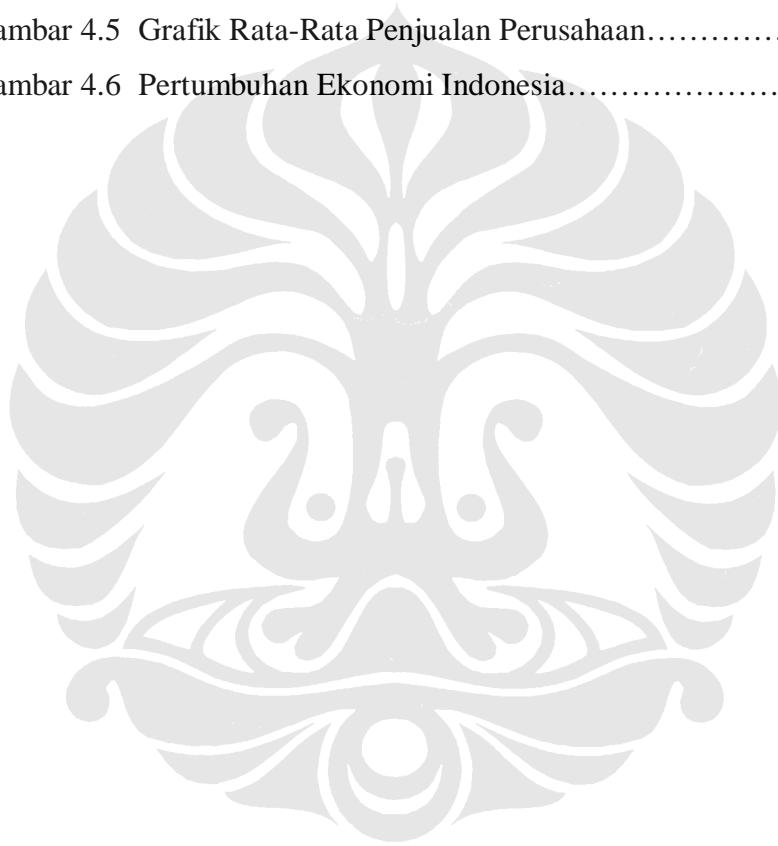 ambar 4.5 Grafik Rata-Rata Penjualan Perusahaan…………..
ambar 4.6 Pertumbuhan Ekonomi Indonesia…………………